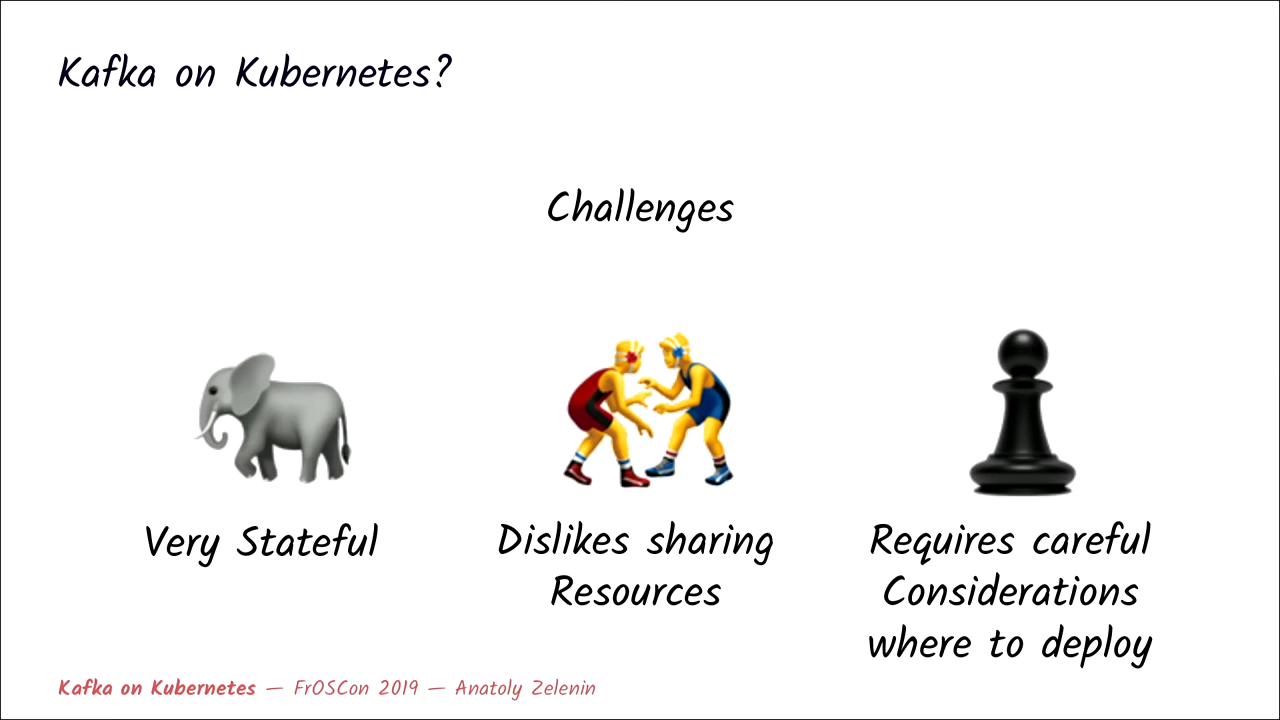 Kafka on Kubernetes?
Challenges
Very Stateful
Dislikes sharing
Resources
Requires careful
Considerations
where to deploy
Kafka on Kubernetes — FrOSCon 2019 — Anatoly Zelenin